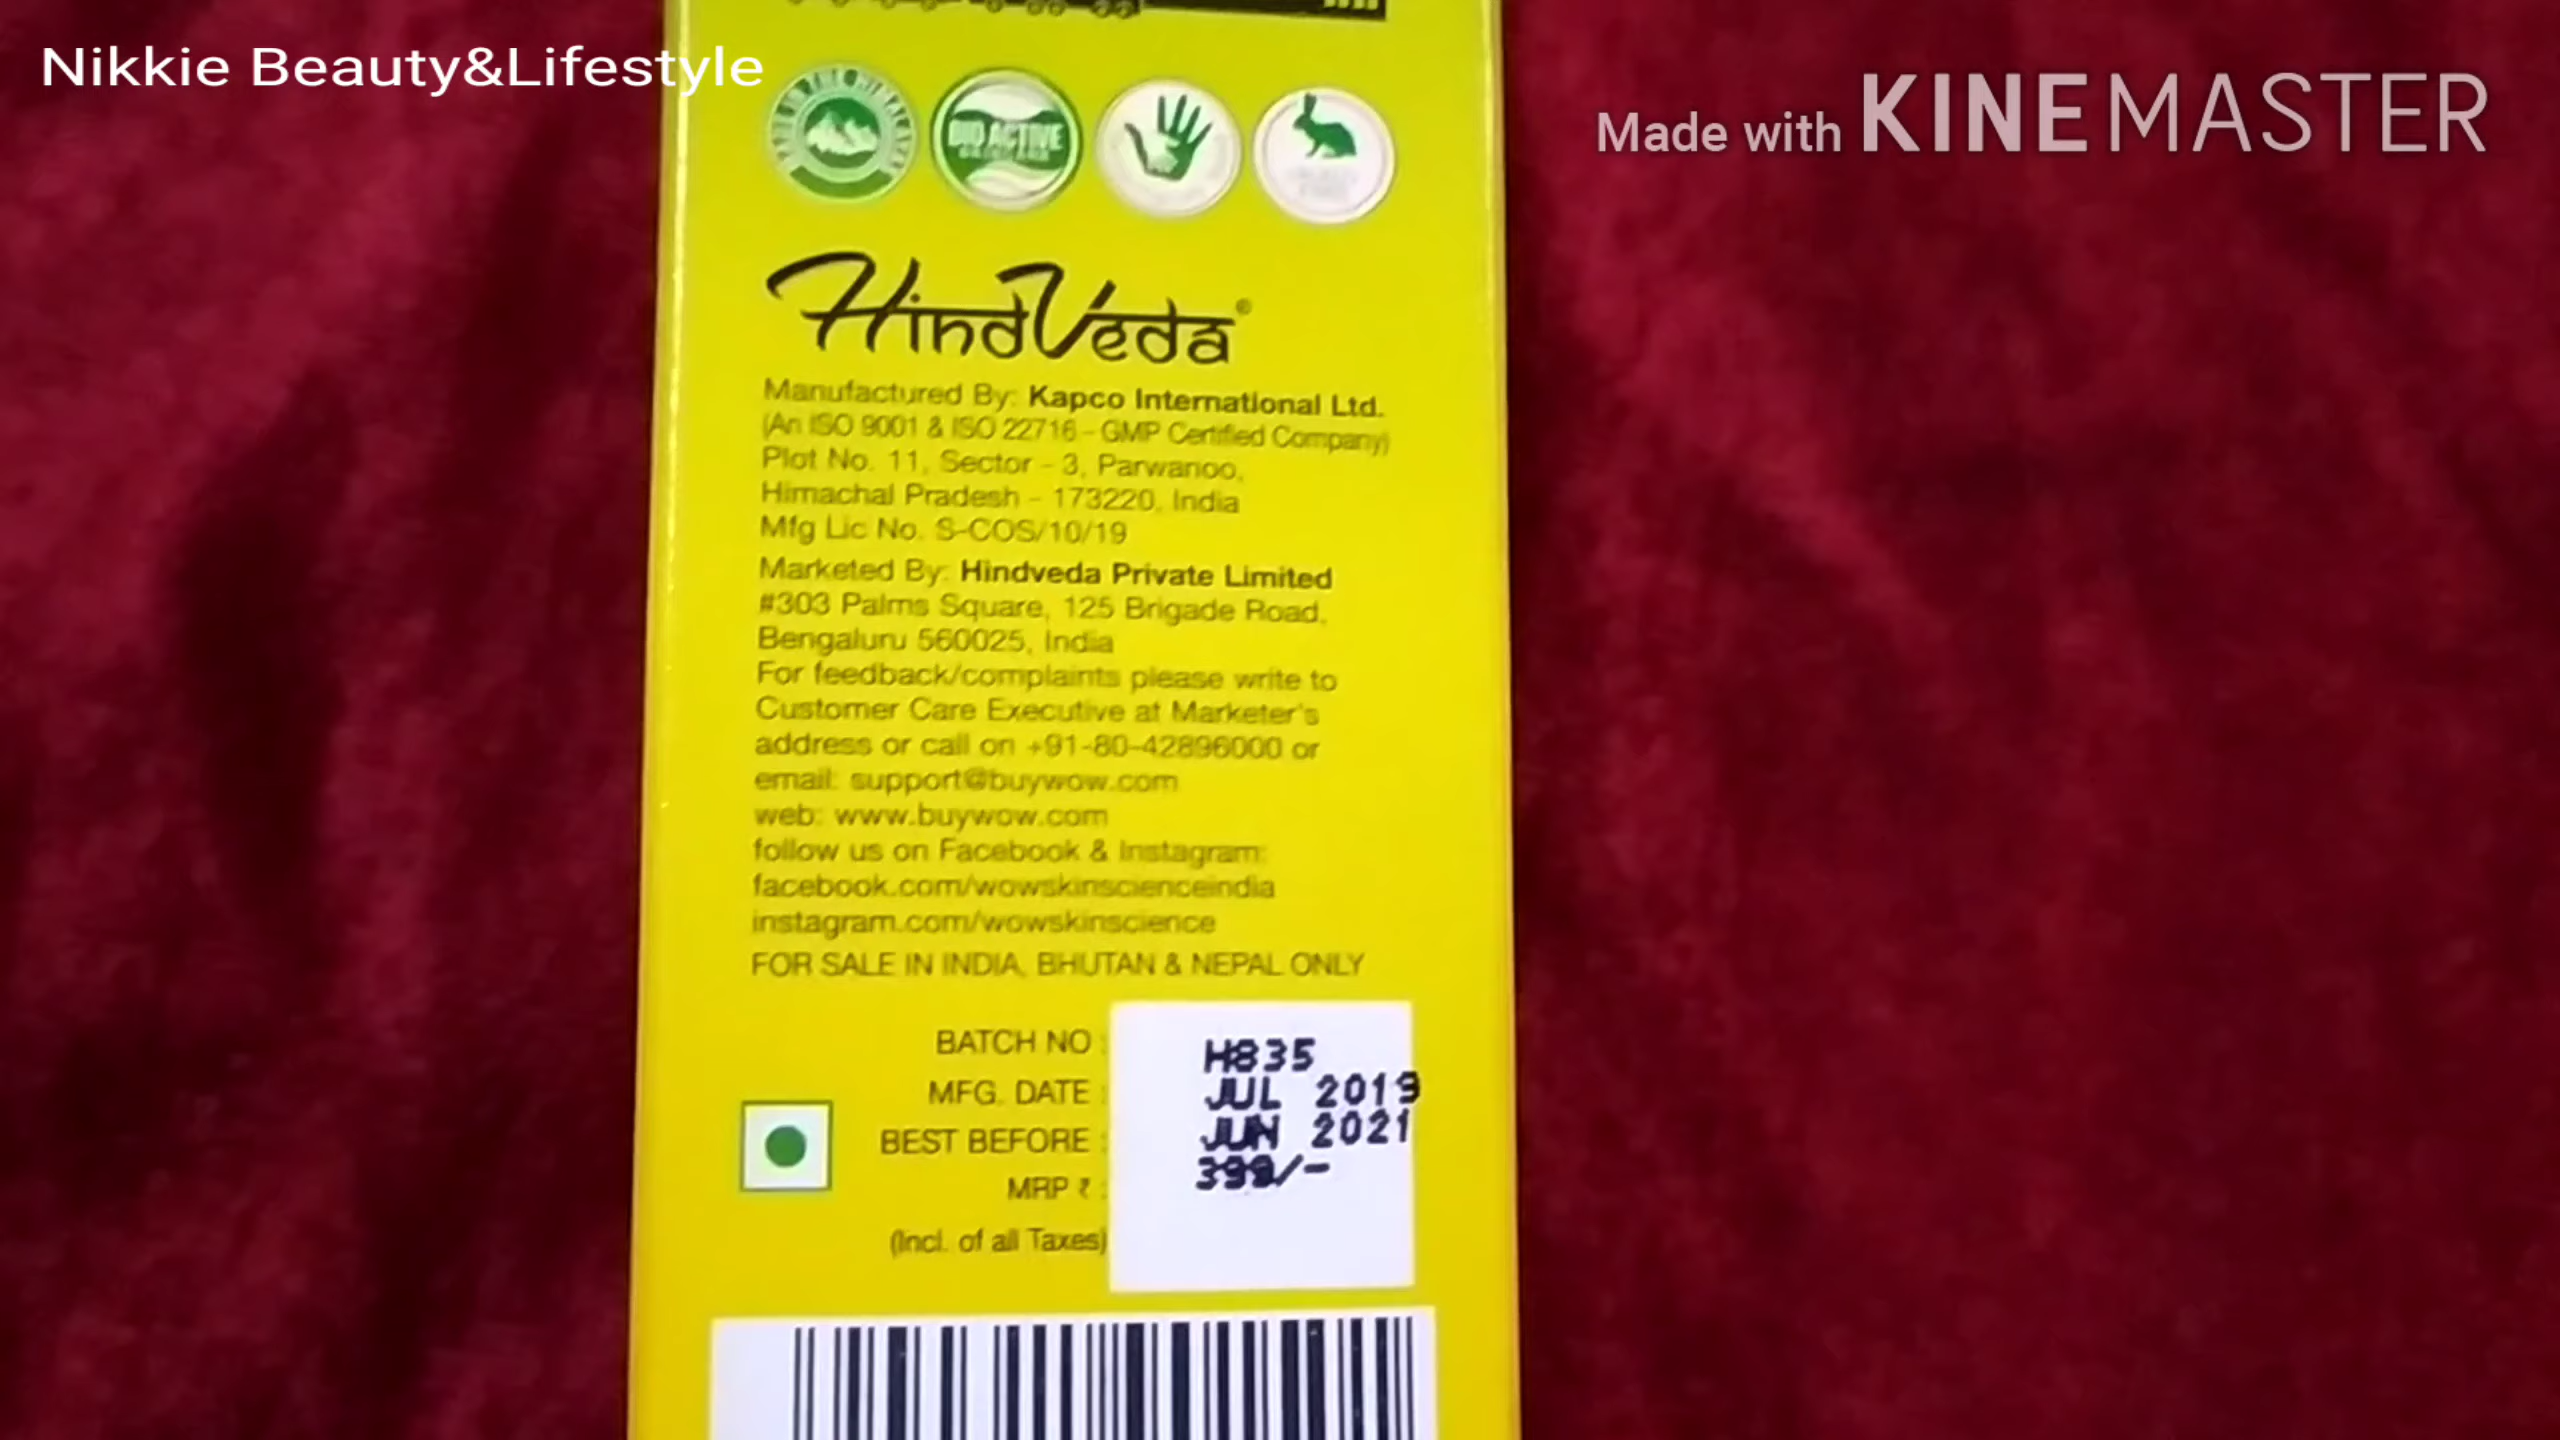 Nikkie Beauty&Lifestyle
Made with KINEMASTER
BIO ACTIVE
HindVeda®
Manufactured By: Kapco International Ltd.
(An ISO 9001 & ISO 22716 - GMP Certified Company)
Plot No. 11, Sector - 3, Parwanoo,
Himachal Pradesh - 173220, India
Mfg Lic No. S-COS/10/19
Marketed By: Hindveda Private Limited
#303 Palms Square, 125 Brigade Road,
Bengaluru 560025, India
For feedback/complaints please write to
Customer Care Executive at Marketer's
address or call on +91-80-42896000 or
email: support@buywow.com
web: www.buywow.com
follow us on Facebook & Instagram:
facebook.com/wowskinscienceindia
instagram.com/wowskinscience
FOR SALE IN INDIA, BHUTAN & NEPAL ONLY
BATCH NO : H835
MFG. DATE : JUL 2019
BEST BEFORE : JUN 2021
MRP ₹ : 399/-
(Incl. of all Taxes)